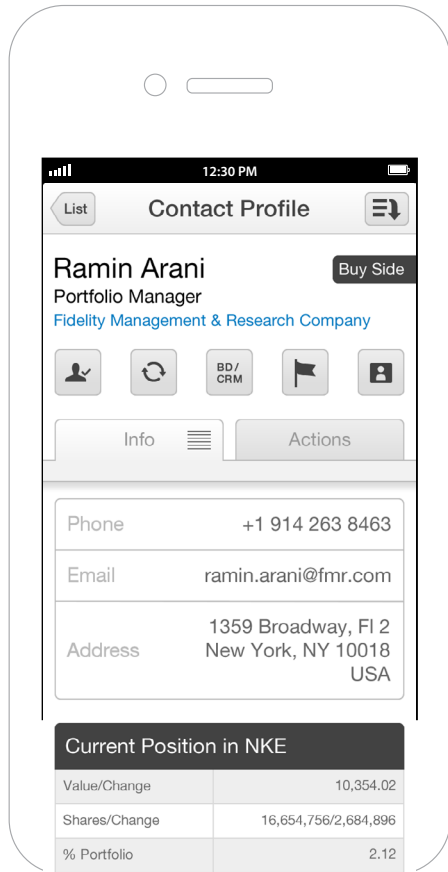 12:30 PM
List
Contact Profile
Ramin Arani
Buy Side
Portfolio Manager
Fidelity Management & Research Company
BD/
CRM
Info
Actions
Phone
+1 914 263 8463
Email
ramin.arani@fmr.com
Address
1359 Broadway, Fl 2
New York, NY 10018
USA
Current Position in NKE
Value/Change
10,354.02
Shares/Change
16,654,756/2,684,896
% Portfolio
2.12